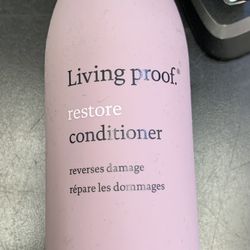 Living proof.®
restore
conditioner
reverses damage
répare les dommages